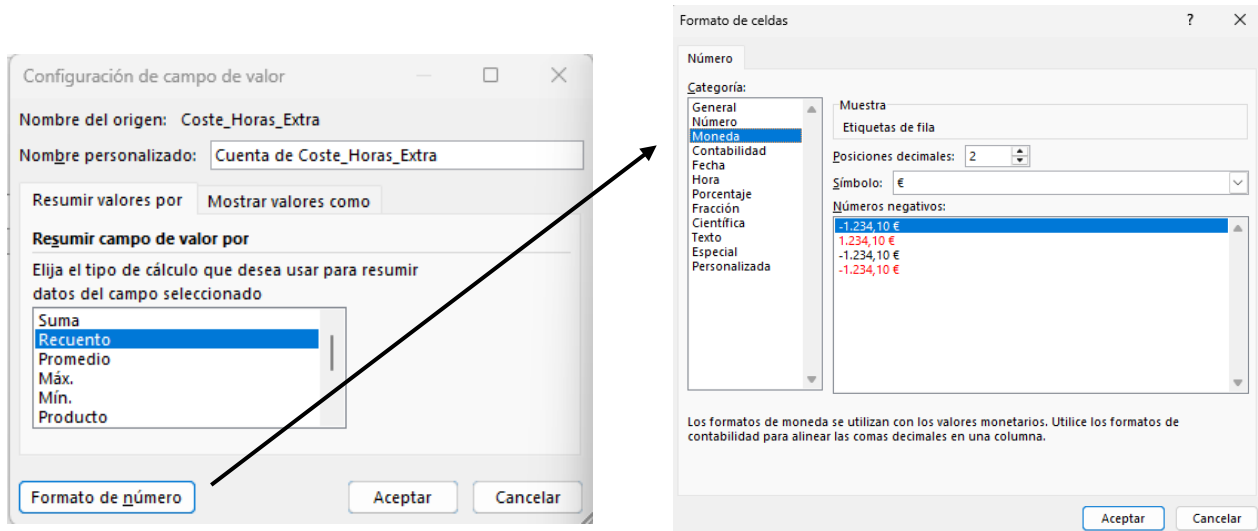 Configuración de campo de valor
Nombre del origen: Coste_Horas_Extra
Nombre personalizado: Cuenta de Coste_Horas_Extra
Resumir valores por
Mostrar valores como
Resumir campo de valor por
Elija el tipo de cálculo que desea usar para resumir
datos del campo seleccionado
Suma
Recuento
Promedio
Máx.
Mín.
Producto
Formato de número
Aceptar
Cancelar
Formato de celdas
?
Número
Categoría:
General
Número
Moneda
Contabilidad
Fecha
Hora
Porcentaje
Fracción
Científica
Texto
Especial
Personalizada
Muestra
Etiquetas de fila
Posiciones decimales: 2
Símbolo: €
Números negativos:
-1.234,10 €
1.234,10 €
-1.234,10 €
-1.234,10 €
Los formatos de moneda se utilizan con los valores monetarios. Utilice los formatos de
contabilidad para alinear las comas decimales en una columna.
Aceptar
Cancelar